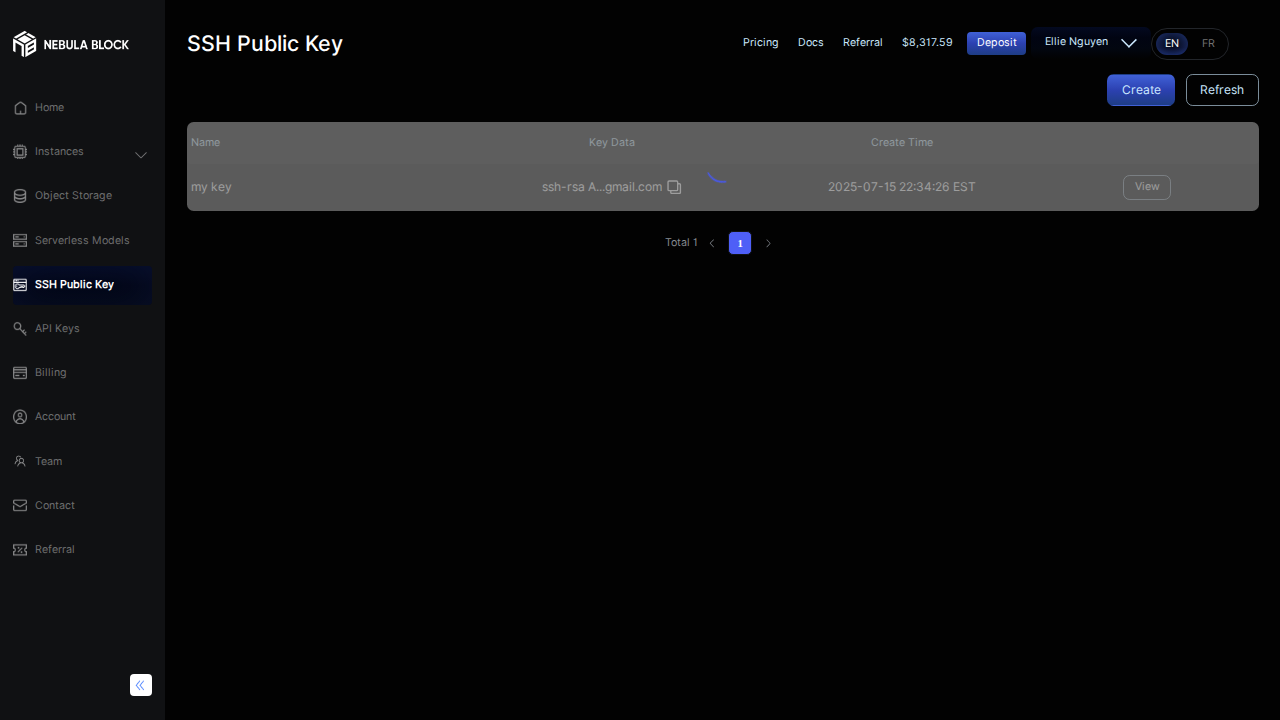 NEBULA BLOCK
Home
Instances
Object Storage
Serverless Models
SSH Public Key
API Keys
Billing
Account
Team
Contact
Referral
SSH Public Key
Pricing Docs Referral $8,317.59 Deposit Ellie Nguyen EN FR
Create Refresh
Name Key Data Create Time
my key ssh-rsa A...gmail.com 2025-07-15 22:34:26 EST View
Total 1 1